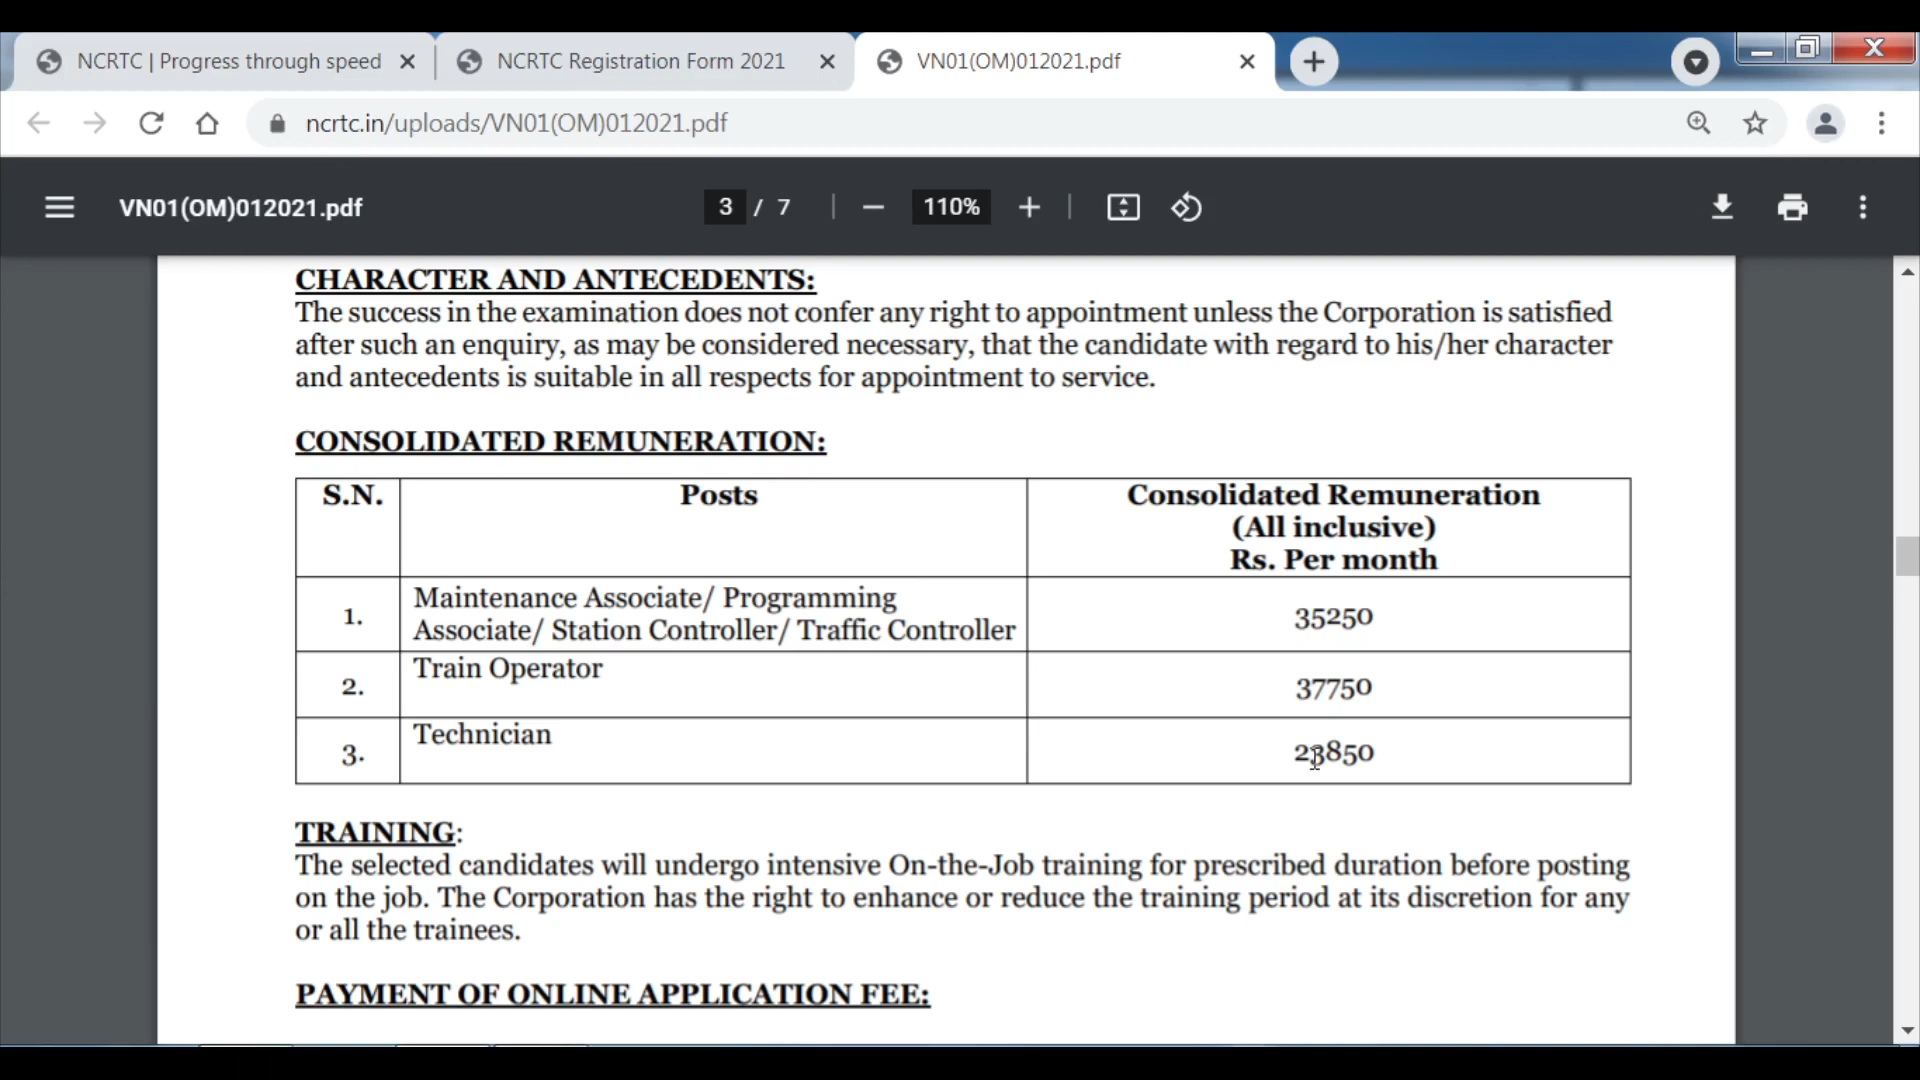 NCRTC | Progress through speed
NCRTC Registration Form 2021
VN01(OM)012021.pdf
ncrtc.in/uploads/VN01(OM)012021.pdf
VN01(OM)012021.pdf
3 / 7
110%
CHARACTER AND ANTECEDENTS:
The success in the examination does not confer any right to appointment unless the Corporation is satisfied
after such an enquiry, as may be considered necessary, that the candidate with regard to his/her character
and antecedents is suitable in all respects for appointment to service.
CONSOLIDATED REMUNERATION:
S.N. Posts Consolidated Remuneration
(All inclusive)
Rs. Per month
1. Maintenance Associate/ Programming
Associate/ Station Controller/ Traffic Controller 35250
2. Train Operator 37750
3. Technician 23850
TRAINING:
The selected candidates will undergo intensive On-the-Job training for prescribed duration before posting
on the job. The Corporation has the right to enhance or reduce the training period at its discretion for any
or all the trainees.
PAYMENT OF ONLINE APPLICATION FEE: